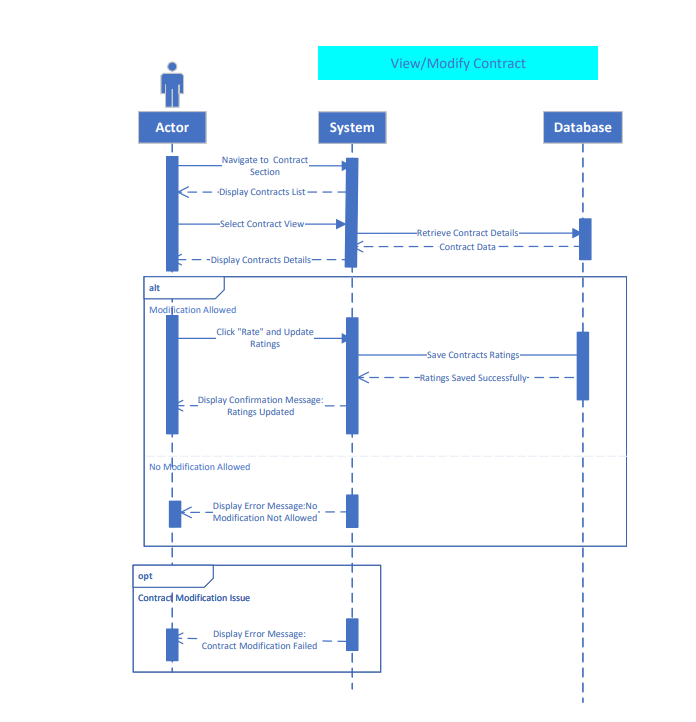 View/Modify Contract
Actor
System
Database
Navigate to Contract
Section
Display Contracts List
Select Contract View
Retrieve Contract Details
Contract Data
Display Contracts Details
alt
Modification Allowed
Click "Rate" and Update
Ratings
Save Contracts Ratings
Ratings Saved Successfully
Display Confirmation Message:
Ratings Updated
No Modification Allowed
Display Error Message:No
Modification Not Allowed
opt
Contract Modification Issue
Display Error Message:
Contract Modification Failed